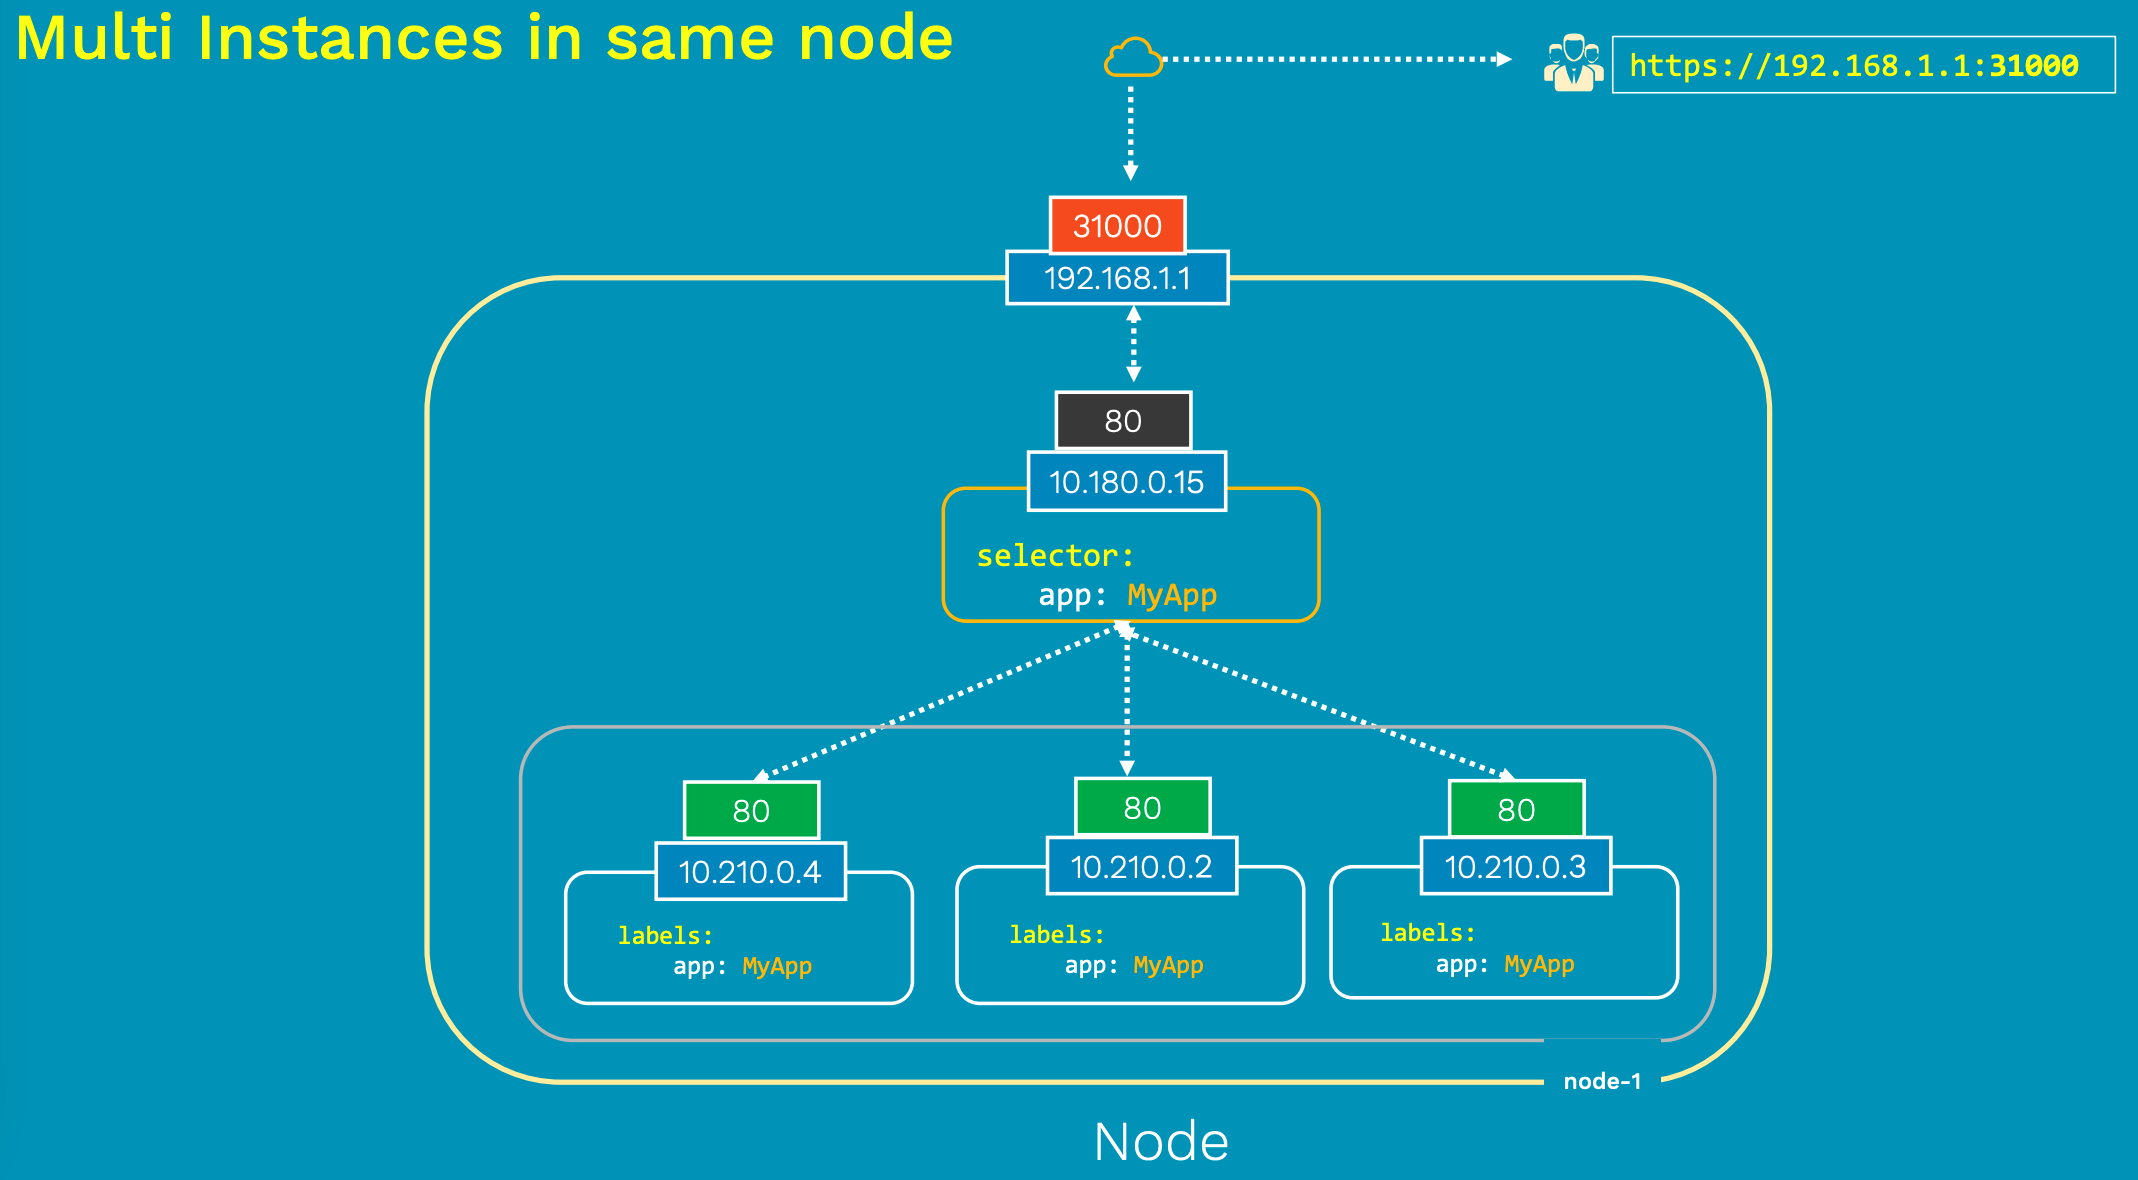 Multi Instances in same node
https://192.168.1.1:31000
31000
192.168.1.1
80
10.180.0.15
selector:
app: MyApp
80
10.210.0.4
labels:
app: MyApp
80
10.210.0.2
labels:
app: MyApp
80
10.210.0.3
labels:
app: MyApp
node-1
Node